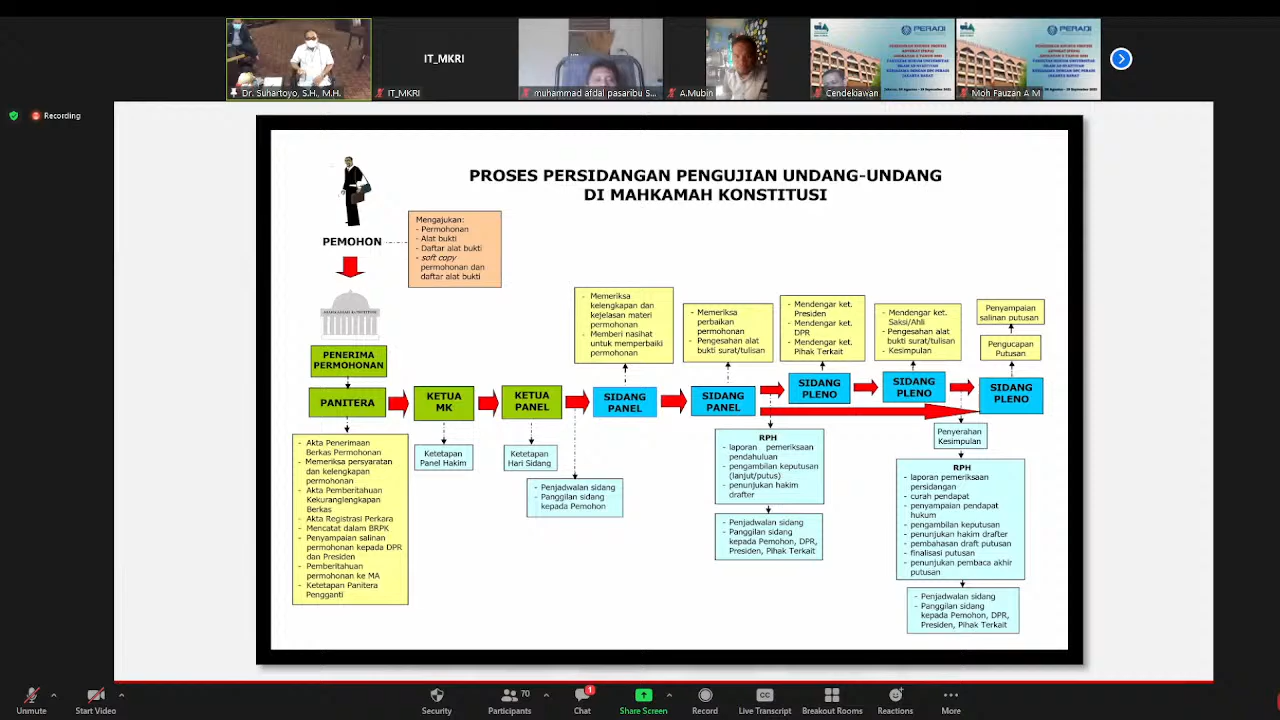 Dr. Suhartoyo, S.H., M.H.
IT_MKRI
IT_MKRI
muhammad afdal pasaribu S...
A.Mubin
PERADI
Cendekiawan
PERADI
Moh Fauzan A M
Recording
PROSES PERSIDANGAN PENGUJIAN UNDANG-UNDANG
DI MAHKAMAH KONSTITUSI
PEMOHON
Mengajukan:
- Permohonan
- Alat bukti
- Daftar alat bukti
- soft copy
permohonan dan
daftar alat bukti
PENERIMA
PERMOHONAN
PANITERA
- Akta Penerimaan
Berkas Permohonan
- Memeriksa persyaratan
dan kelengkapan
permohonan
- Akta Pemberitahuan
Kekuranglengkapan
Berkas
- Akta Registrasi Perkara
- Mencatat dalam BRPK
- Penyampaian salinan
permohonan kepada DPR
dan Presiden
- Pemberitahuan
permohonan ke MA
- Ketetapan Panitera
Pengganti
KETUA
MK
Ketetapan
Panel Hakim
KETUA
PANEL
Ketetapan
Hari Sidang
- Penjadwalan sidang
- Panggilan sidang
kepada Pemohon
- Memeriksa
kelengkapan dan
kejelasan materi
permohonan
- Memberi nasihat
untuk memperbaiki
permohonan
SIDANG
PANEL
- Memeriksa
perbaikan
permohonan
- Pengesahan alat
bukti surat/tulisan
SIDANG
PANEL
RPH
- laporan pemeriksaan
pendahuluan
- pengambilan keputusan
(lanjut/putus)
- penunjukan hakim
drafter
- Penjadwalan sidang
- Panggilan sidang
kepada Pemohon, DPR,
Presiden, Pihak Terkait
- Mendengar ket.
Presiden
- Mendengar ket.
DPR
- Mendengar ket.
Pihak Terkait
SIDANG
PLENO
- Mendengar ket.
Saksi/Ahli
- Pengesahan alat
bukti surat/tulisan
- Kesimpulan
SIDANG
PLENO
Penyerahan
Kesimpulan
RPH
- laporan pemeriksaan
persidangan
- curah pendapat
- penyampaian pendapat
hukum
- pengambilan keputusan
- penunjukan hakim drafter
- pembahasan draft putusan
- finalisasi putusan
- penunjukan pembaca akhir
putusan
- Penjadwalan sidang
- Panggilan sidang
kepada Pemohon, DPR,
Presiden, Pihak Terkait
Penyampaian
salinan putusan
Pengucapan
Putusan
SIDANG
PLENO
Unmute
Start Video
Security
70
Participants
1
Chat
Share Screen
Record
CC
Live Transcript
Breakout Rooms
Reactions
More